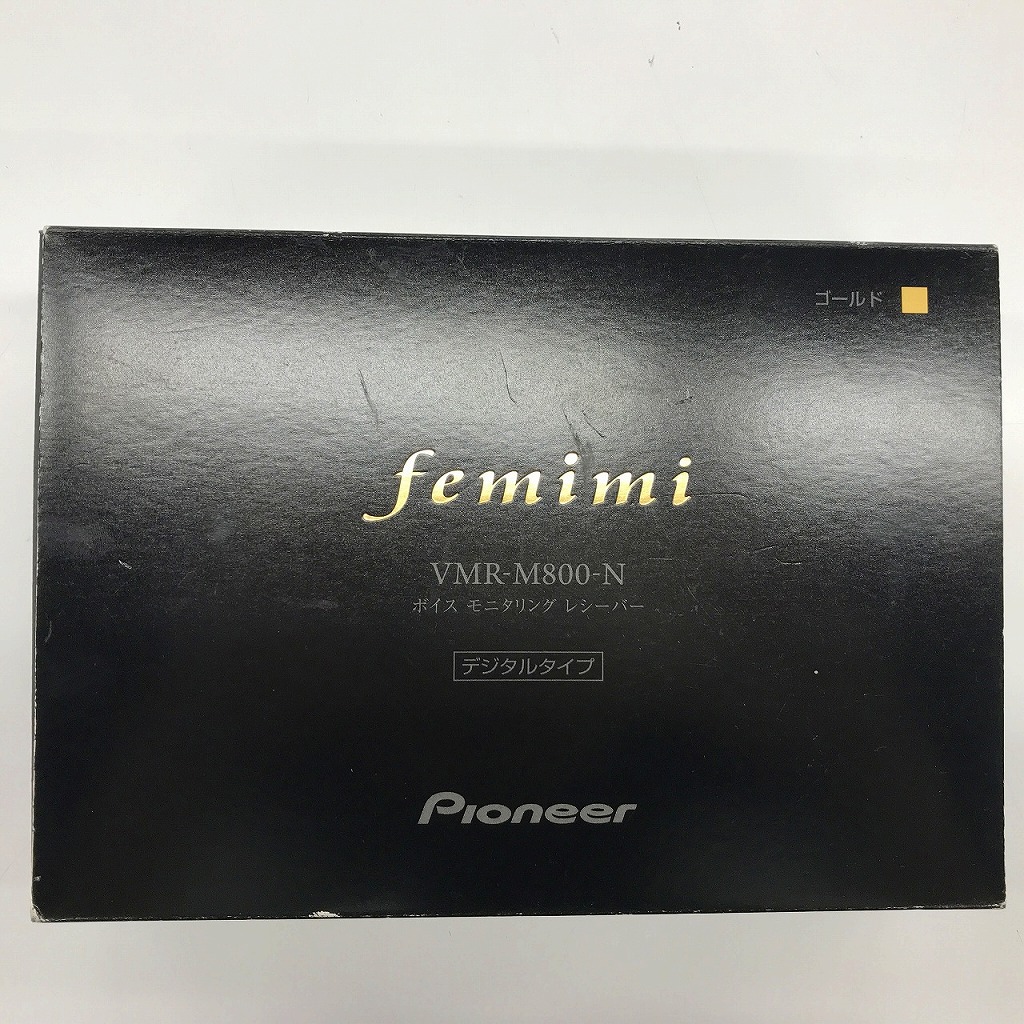 ゴールド
femimi
VMR-M800-N
ボイス モニタリング レシーバー
デジタルタイプ
Pioneer